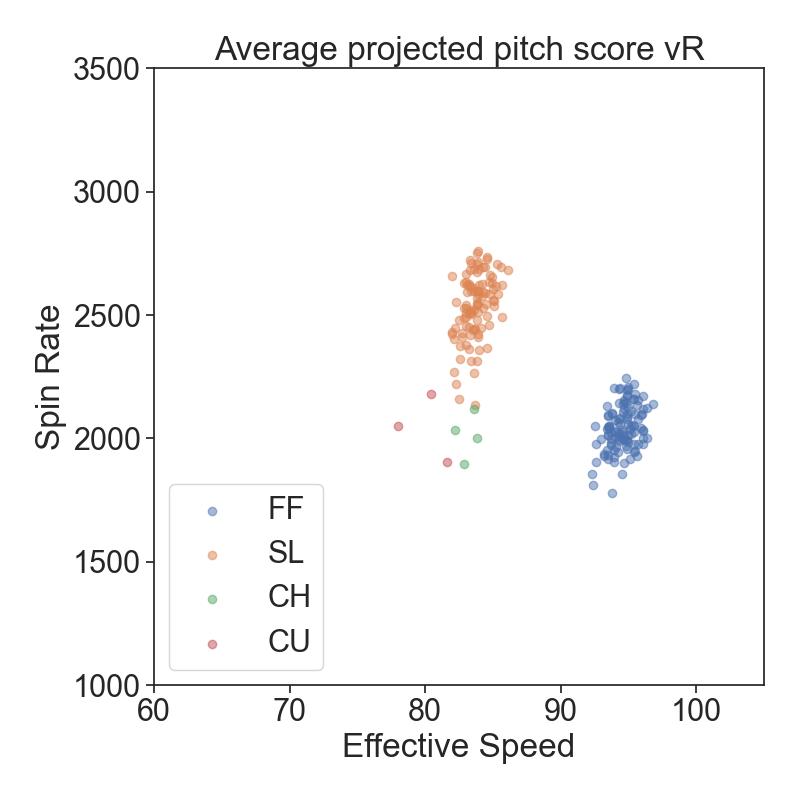 Average projected pitch score vR
3500
3000
2500
2000
1500
1000
Spin Rate
FF
SL
CH
CU
60 70 80 90 100
Effective Speed